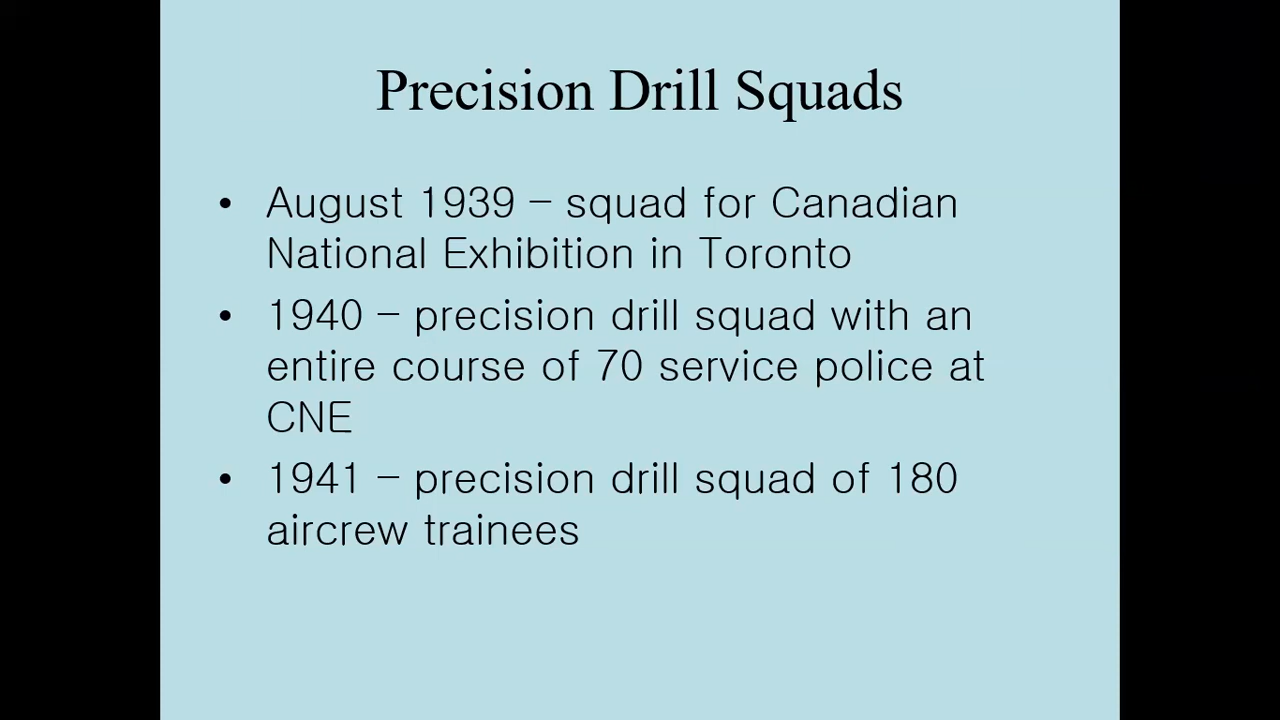 Precision Drill Squads
• August 1939 – squad for Canadian
National Exhibition in Toronto
• 1940 – precision drill squad with an
entire course of 70 service police at
CNE
• 1941 – precision drill squad of 180
aircrew trainees